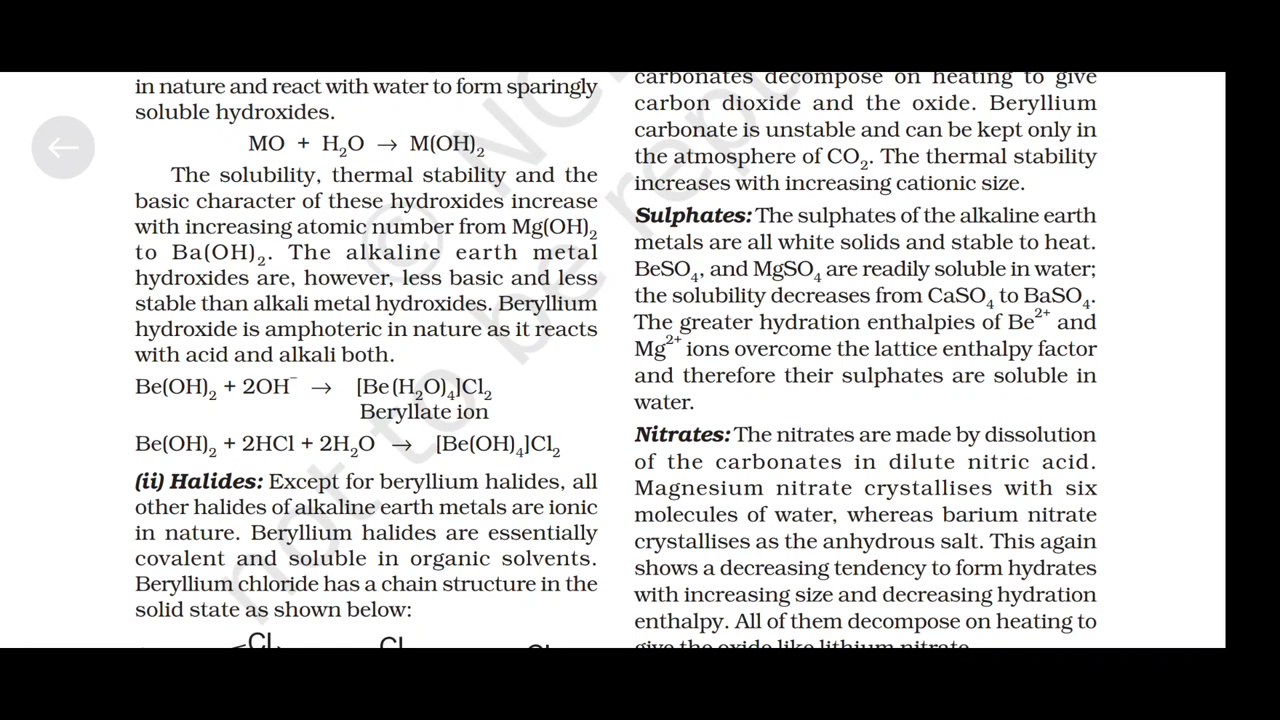 in nature and react with water to form sparingly
soluble hydroxides.
MO + H₂O → M(OH)₂
The solubility, thermal stability and the
basic character of these hydroxides increase
with increasing atomic number from Mg(OH)₂
to Ba(OH)₂. The alkaline earth metal
hydroxides are, however, less basic and less
stable than alkali metal hydroxides. Beryllium
hydroxide is amphoteric in nature as it reacts
with acid and alkali both.
Be(OH)₂ + 2OH⁻ → [Be(H₂O)₄]Cl₂
Beryllate ion
Be(OH)₂ + 2HCl + 2H₂O → [Be(OH)₄]Cl₂
(ii) Halides: Except for beryllium halides, all
other halides of alkaline earth metals are ionic
in nature. Beryllium halides are essentially
covalent and soluble in organic solvents.
Beryllium chloride has a chain structure in the
solid state as shown below:
Cl Cl
carbonates decompose on heating to give
carbon dioxide and the oxide. Beryllium
carbonate is unstable and can be kept only in
the atmosphere of CO₂. The thermal stability
increases with increasing cationic size.
Sulphates: The sulphates of the alkaline earth
metals are all white solids and stable to heat.
BeSO₄, and MgSO₄ are readily soluble in water;
the solubility decreases from CaSO₄ to BaSO₄.
The greater hydration enthalpies of Be²⁺ and
Mg²⁺ ions overcome the lattice enthalpy factor
and therefore their sulphates are soluble in
water.
Nitrates: The nitrates are made by dissolution
of the carbonates in dilute nitric acid.
Magnesium nitrate crystallises with six
molecules of water, whereas barium nitrate
crystallises as the anhydrous salt. This again
shows a decreasing tendency to form hydrates
with increasing size and decreasing hydration
enthalpy. All of them decompose on heating to
give the oxide like lithium nitrate.
not to be